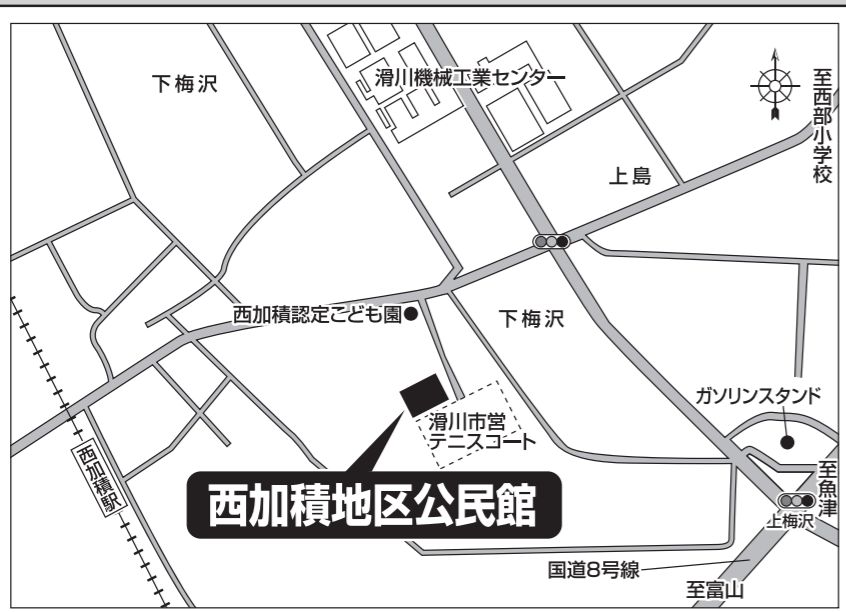 下梅沢
滑川機械工業センター
至西部小学校
上島
西加積認定こども園
下梅沢
ガソリンスタンド
滑川市営
テニスコート
西加積駅
西加積地区公民館
至魚津
上梅沢
国道8号線
至富山